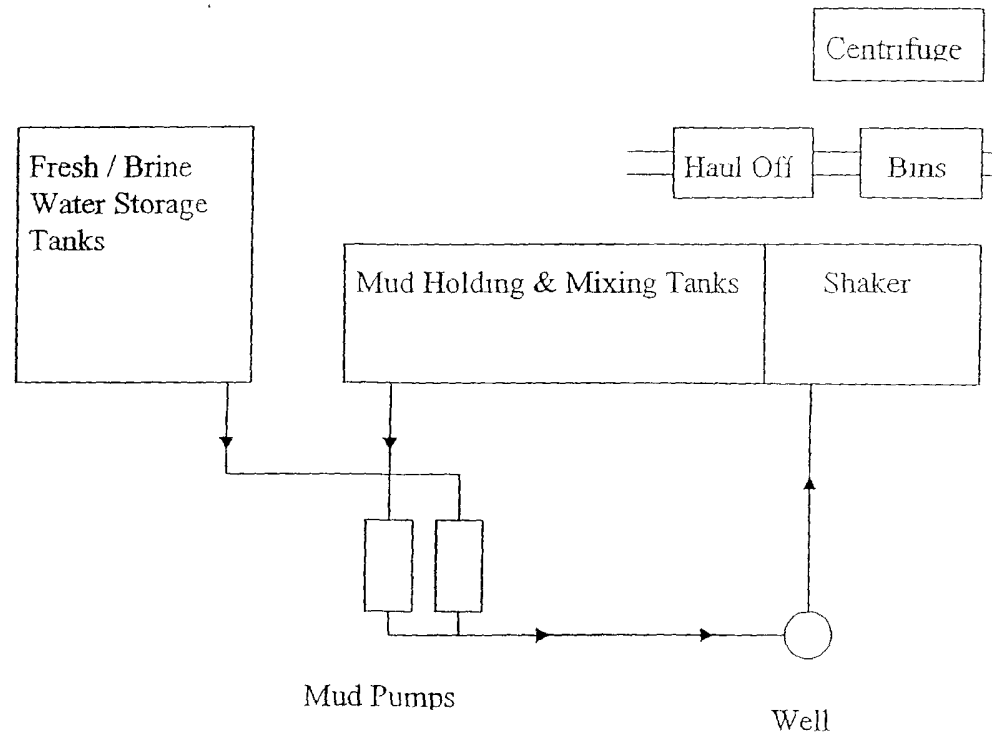 Centrifuge
Fresh / Brine
Water Storage
Tanks
Haul Off
Bins
Mud Holding & Mixing Tanks
Shaker
Mud Pumps
Well